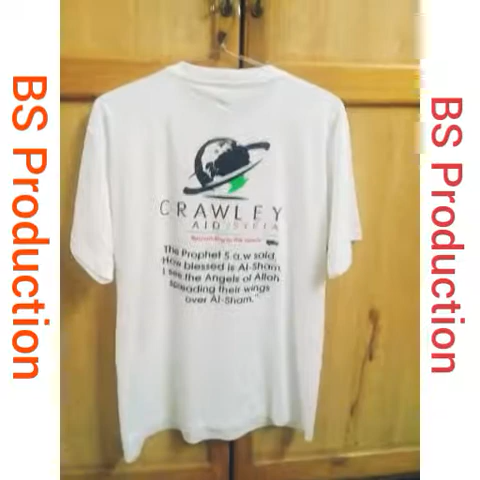 BS Production
CRAWLEY
AID SYRIA
The Prophet S.a.w said,
"How blessed is Al-Sham,
I see the Angels of Allah
spreading their wings
over Al-Sham."
BS Production